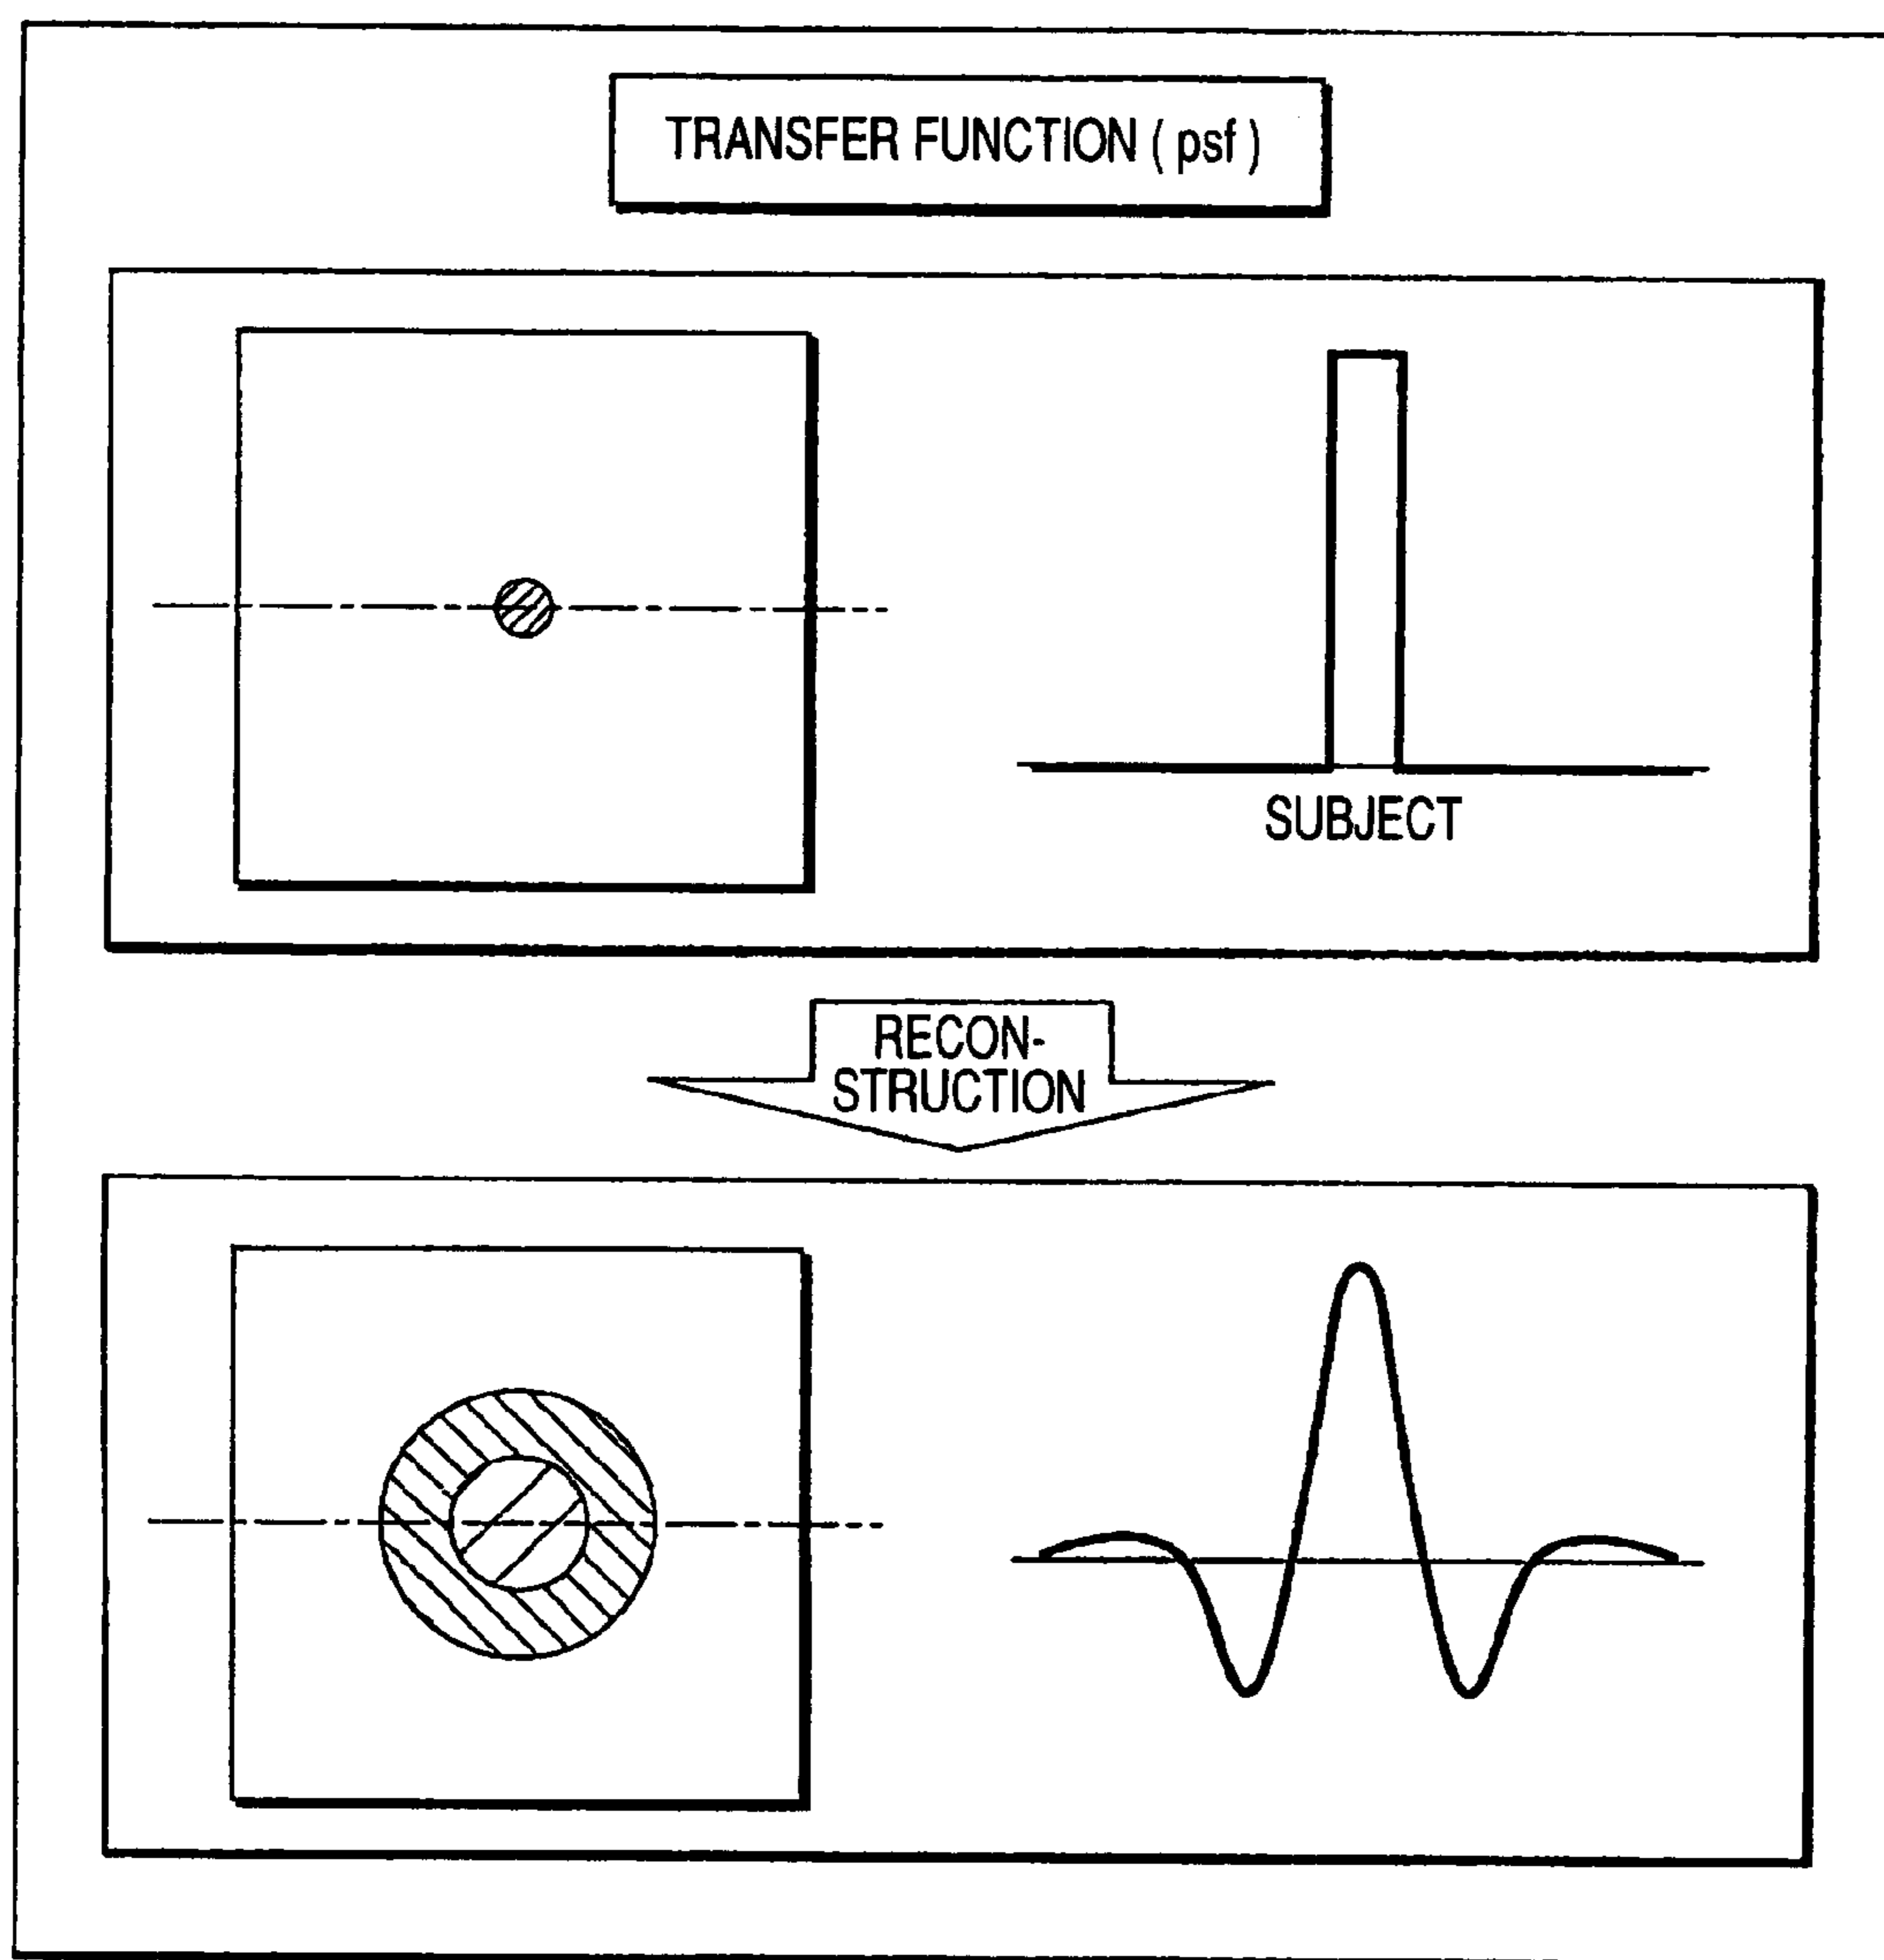 TRANSFER FUNCTION ( psf )
SUBJECT
RECON-
STRUCTION